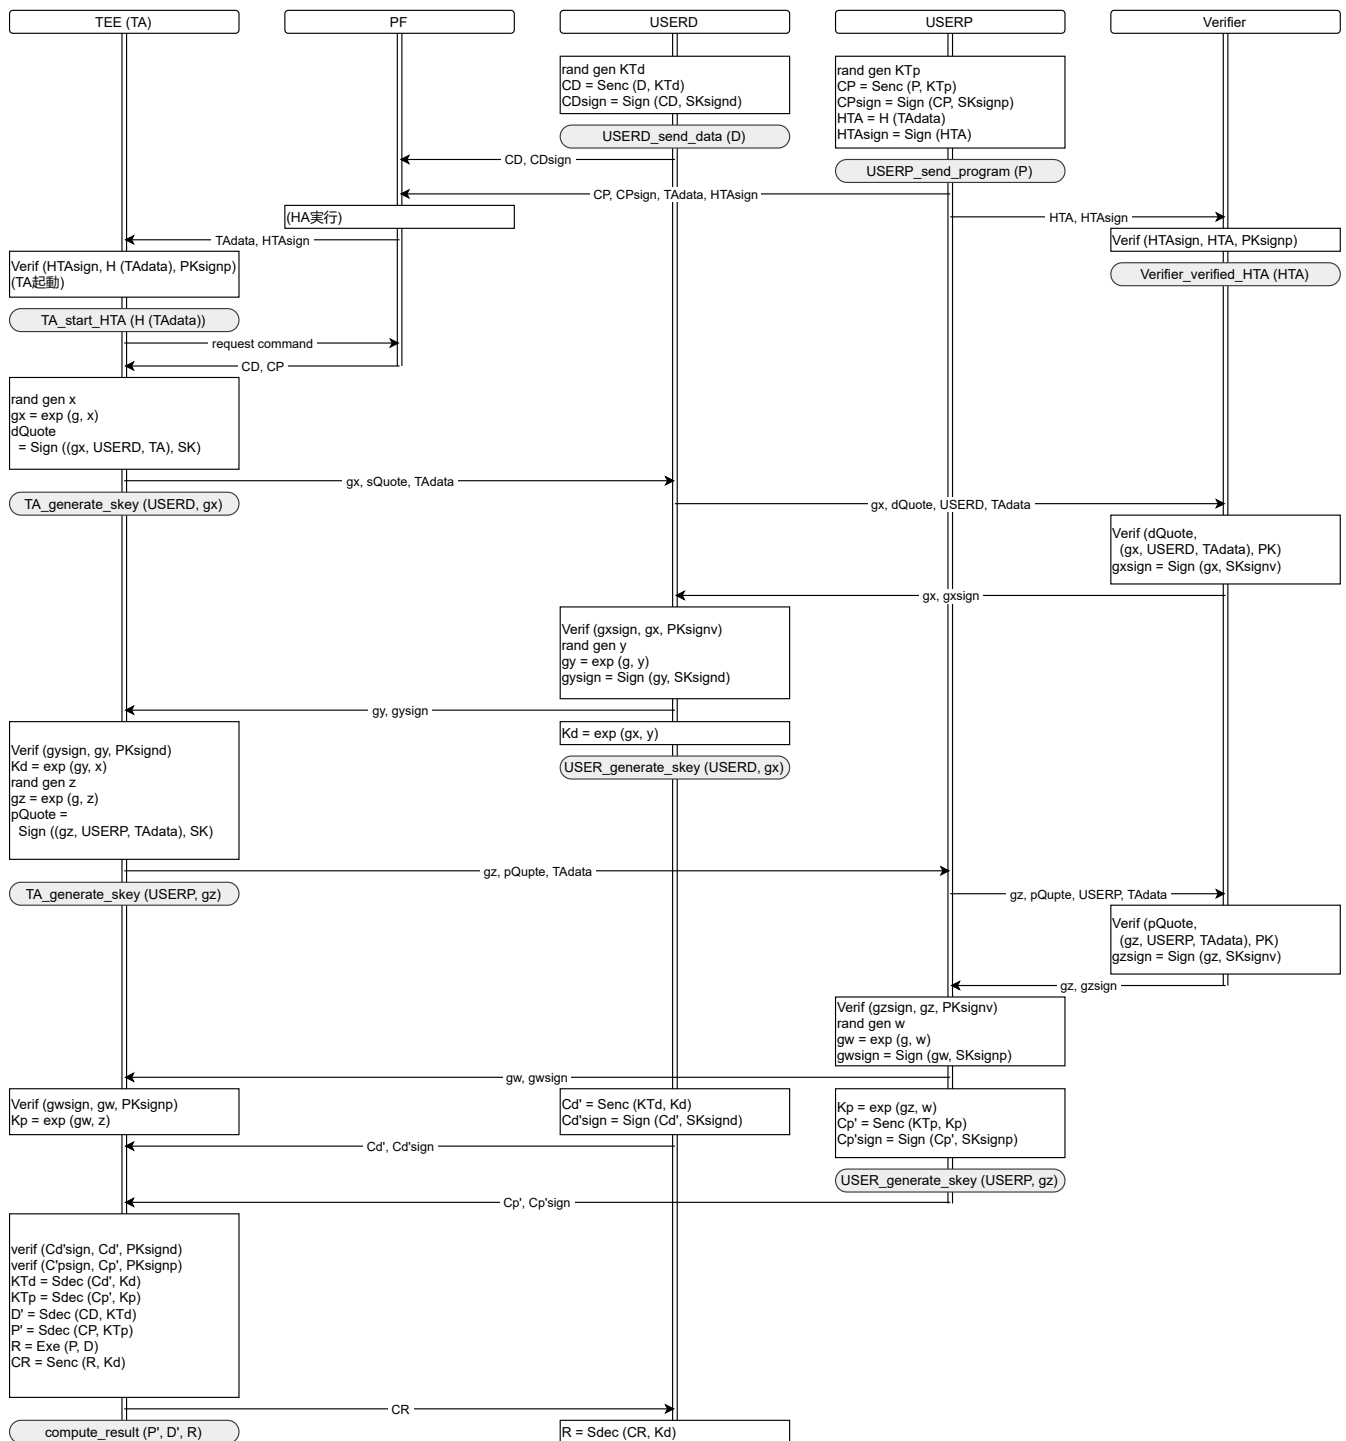 TEE (TA)
PF
USERD
USERP
Verifier
rand gen KTd
CD = Senc (D, KTd)
CDsign = Sign (CD, SKsignd)
rand gen KTp
CP = Senc (P, KTp)
CPsign = Sign (CP, SKsignp)
HTA = H (TAdata)
HTAsign = Sign (HTA)
USERD_send_data (D)
CD, CDsign
USERP_send_program (P)
CP, CPsign, TAdata, HTAsign
(HA実行)
HTA, HTAsign
TAdata, HTAsign
Verif (HTAsign, HTA, PKsignp)
Verif (HTAsign, H (TAdata), PKsignp)
(TA起動)
Verifier_verified_HTA (HTA)
TA_start_HTA (H (TAdata))
request command
CD, CP
rand gen x
gx = exp (g, x)
dQuote
= Sign ((gx, USERD, TA), SK)
gx, sQuote, TAdata
TA_generate_skey (USERD, gx)
gx, dQuote, USERD, TAdata
Verif (dQuote,
(gx, USERD, TAdata), PK)
gxsign = Sign (gx, SKsignv)
gx, gxsign
Verif (gxsign, gx, PKsignv)
rand gen y
gy = exp (g, y)
gysign = Sign (gy, SKsignd)
gy, gysign
Kd = exp (gx, y)
USER_generate_skey (USERD, gx)
Verif (gysign, gy, PKsignd)
Kd = exp (gy, x)
rand gen z
gz = exp (g, z)
pQuote =
Sign ((gz, USERP, TAdata), SK)
gz, pQupte, TAdata
TA_generate_skey (USERP, gz)
gz, pQupte, USERP, TAdata
Verif (pQuote,
(gz, USERP, TAdata), PK)
gzsign = Sign (gz, SKsignv)
gz, gzsign
Verif (gzsign, gz, PKsignv)
rand gen w
gw = exp (g, w)
gwsign = Sign (gw, SKsignp)
gw, gwsign
Verif (gwsign, gw, PKsignp)
Kp = exp (gw, z)
Cd' = Senc (KTd, Kd)
Cd'sign = Sign (Cd', SKsignd)
Kp = exp (gz, w)
Cp' = Senc (KTp, Kp)
Cp'sign = Sign (Cp', SKsignp)
Cd', Cd'sign
USER_generate_skey (USERP, gz)
Cp', Cp'sign
verif (Cd'sign, Cd', PKsignd)
verif (C'psign, Cp', PKsignp)
KTd = Sdec (Cd', Kd)
KTp = Sdec (Cp', Kp)
D' = Sdec (CD, KTd)
P' = Sdec (CP, KTp)
R = Exe (P, D)
CR = Senc (R, Kd)
CR
compute_result (P', D', R)
R = Sdec (CR, Kd)